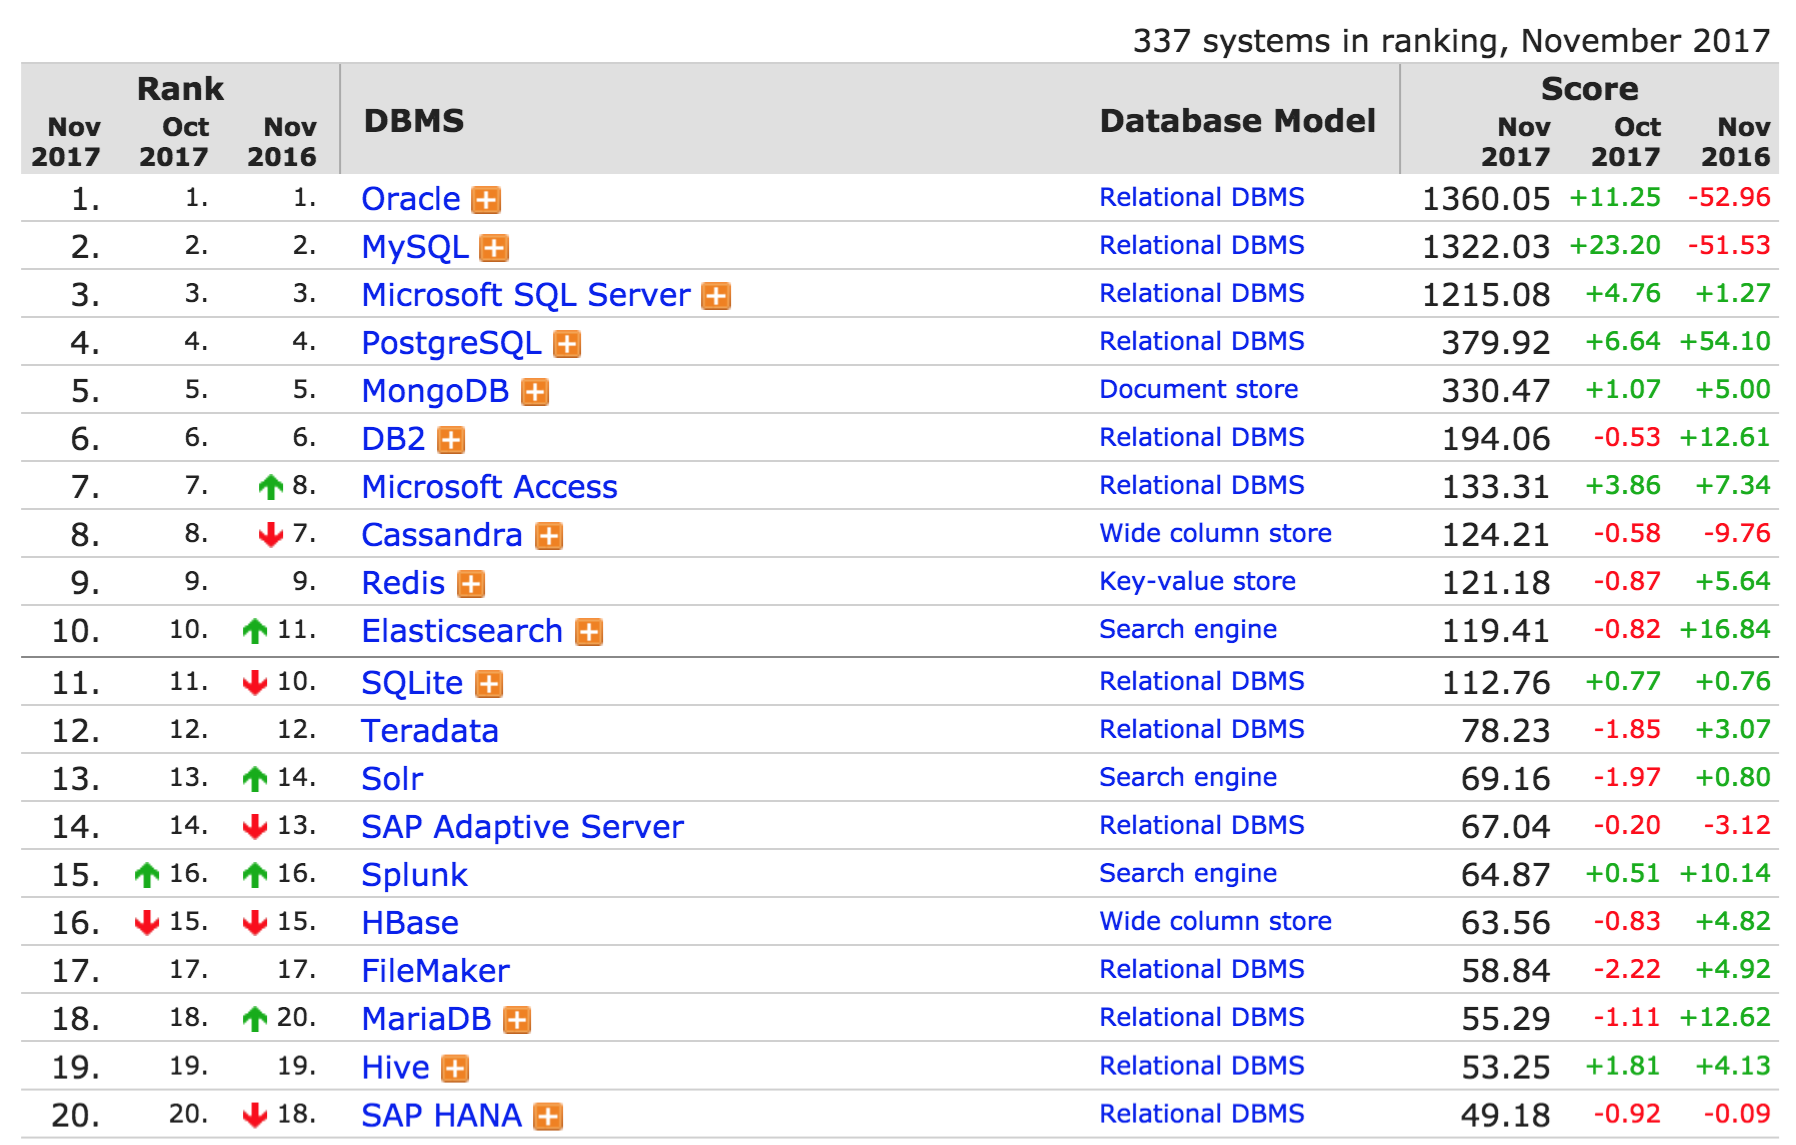 337 systems in ranking, November 2017
Rank DBMS Database Model Score
Nov 2017 Oct 2017 Nov 2016 Nov 2017 Oct 2017 Nov 2016
1. 1. 1. Oracle Relational DBMS 1360.05 +11.25 -52.96
2. 2. 2. MySQL Relational DBMS 1322.03 +23.20 -51.53
3. 3. 3. Microsoft SQL Server Relational DBMS 1215.08 +4.76 +1.27
4. 4. 4. PostgreSQL Relational DBMS 379.92 +6.64 +54.10
5. 5. 5. MongoDB Document store 330.47 +1.07 +5.00
6. 6. 6. DB2 Relational DBMS 194.06 -0.53 +12.61
7. 7. 8. Microsoft Access Relational DBMS 133.31 +3.86 +7.34
8. 8. 7. Cassandra Wide column store 124.21 -0.58 -9.76
9. 9. 9. Redis Key-value store 121.18 -0.87 +5.64
10. 10. 11. Elasticsearch Search engine 119.41 -0.82 +16.84
11. 11. 10. SQLite Relational DBMS 112.76 +0.77 +0.76
12. 12. 12. Teradata Relational DBMS 78.23 -1.85 +3.07
13. 13. 14. Solr Search engine 69.16 -1.97 +0.80
14. 14. 13. SAP Adaptive Server Relational DBMS 67.04 -0.20 -3.12
15. 16. 16. Splunk Search engine 64.87 +0.51 +10.14
16. 15. 15. HBase Wide column store 63.56 -0.83 +4.82
17. 17. 17. FileMaker Relational DBMS 58.84 -2.22 +4.92
18. 18. 20. MariaDB Relational DBMS 55.29 -1.11 +12.62
19. 19. 19. Hive Relational DBMS 53.25 +1.81 +4.13
20. 20. 18. SAP HANA Relational DBMS 49.18 -0.92 -0.09